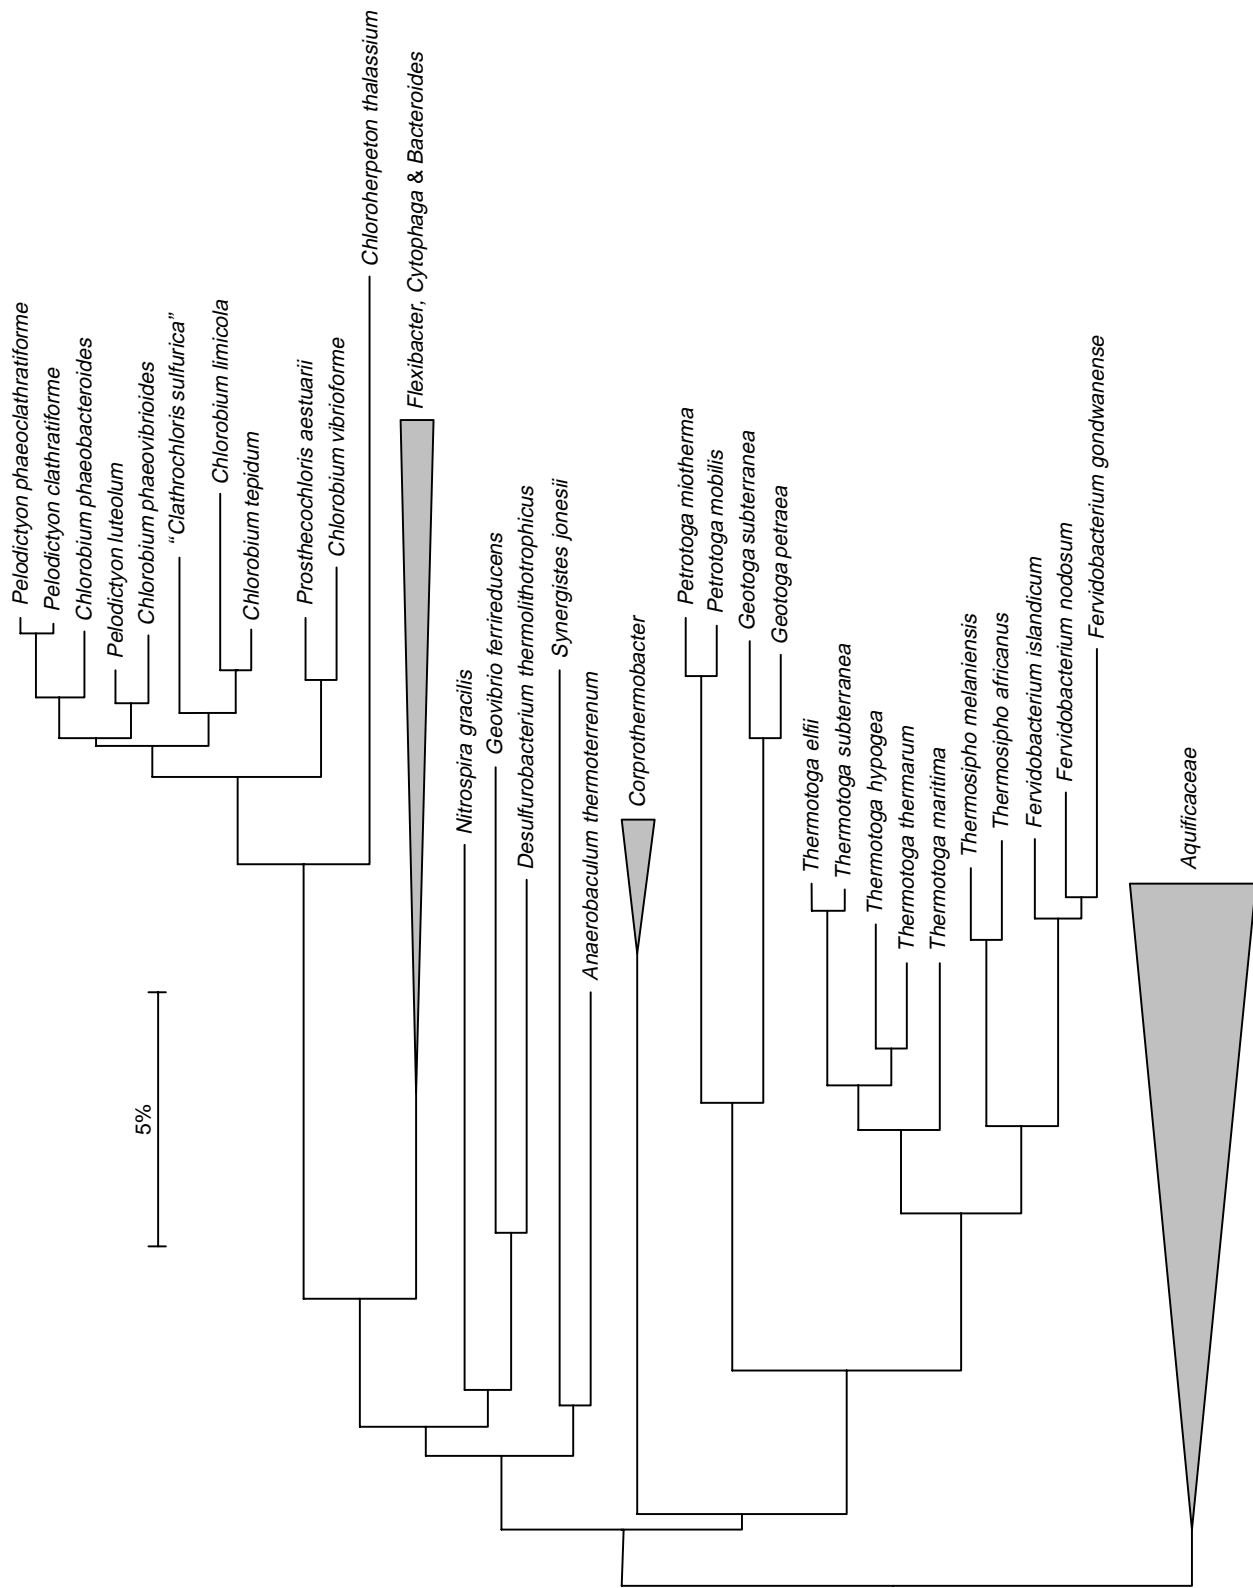 Pelodictyon phaeoclathratiforme
Pelodictyon clathratiforme
Chlorobium phaeobacteroides
Pelodictyon luteolum
Chlorobium phaeovibrioides
“Clathrochloris sulfurica”
Chlorobium limicola
Chlorobium tepidum
Prosthecochloris aestuarii
Chlorobium vibrioforme
Chloroherpeton thalassium
Flexibacter, Cytophaga & Bacteroides
Nitrospira gracilis
Geovibrio ferrireducens
Desulfurobacterium thermolithotrophicus
Synergistes jonesii
Anaerobaculum thermoterrenum
Corprothermobacter
Petrotoga miotherma
Petrotoga mobilis
Geotoga subterranea
Geotoga petraea
Thermotoga elfii
Thermotoga subterranea
Thermotoga hypogea
Thermotoga thermarum
Thermotoga maritima
Thermosipho melaniensis
Thermosipho africanus
Fervidobacterium islandicum
Fervidobacterium nodosum
Fervidobacterium gondwanense
Aquificaceae
5%